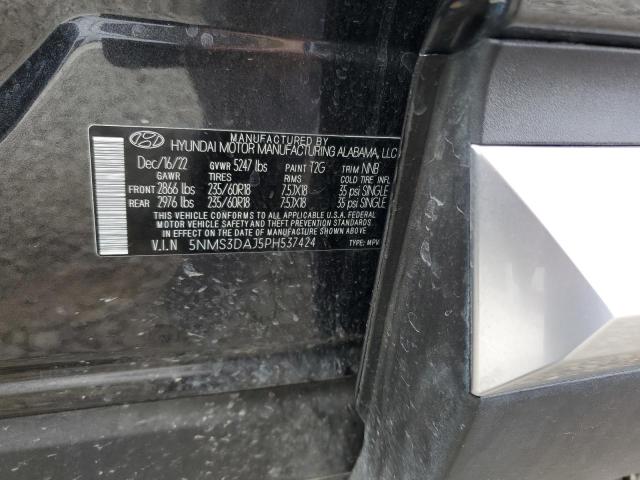 MANUFACTURED BY
HYUNDAI MOTOR MANUFACTURING ALABAMA, LLC
Dec/16/22 GVWR 5247 lbs PAINT T2G TRIM NNB
GAWR TIRES RIMS COLD TIRE INFL.
FRONT 2866 lbs 235/60R18 7.5JX18 35 psi SINGLE
REAR 2976 lbs 235/60R18 7.5JX18 35 psi SINGLE
THIS VEHICLE CONFORMS TO ALL APPLICABLE U.S.A. FEDERAL
MOTOR VEHICLE SAFETY AND THEFT PREVENTION STANDARDS IN
EFFECT ON THE DATE OF MANUFACTURE SHOWN ABOVE.
V.I.N 5NMS3DAJ5PH537424 TYPE: MPV